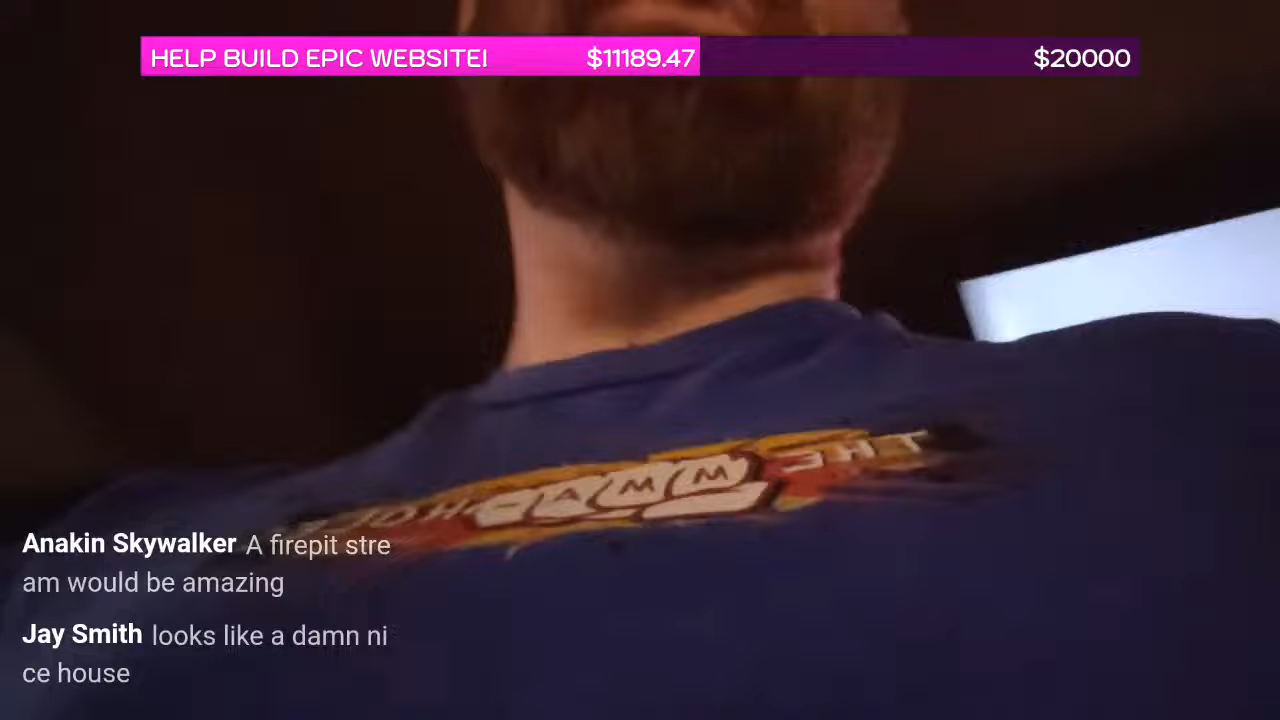 HELP BUILD EPIC WEBSITE! $11189.47 $20000
THE
Anakin Skywalker A firepit stre
am would be amazing
Jay Smith looks like a damn ni
ce house